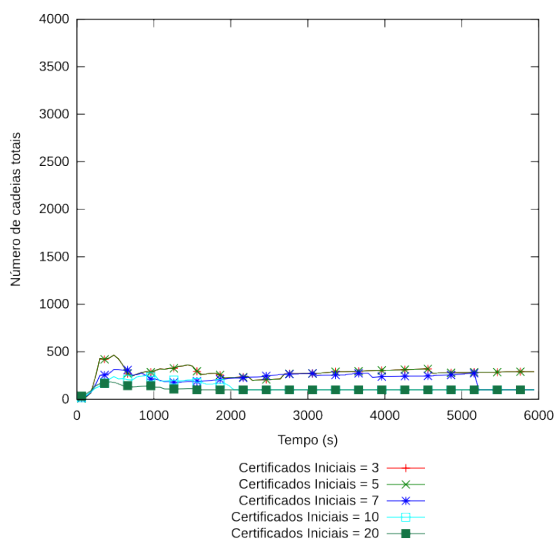 4000
3500
3000
2500
2000
1500
1000
500
0
Número de cadeias totais
0 1000 2000 3000 4000 5000 6000
Tempo (s)
Certificados Iniciais = 3
Certificados Iniciais = 5
Certificados Iniciais = 7
Certificados Iniciais = 10
Certificados Iniciais = 20